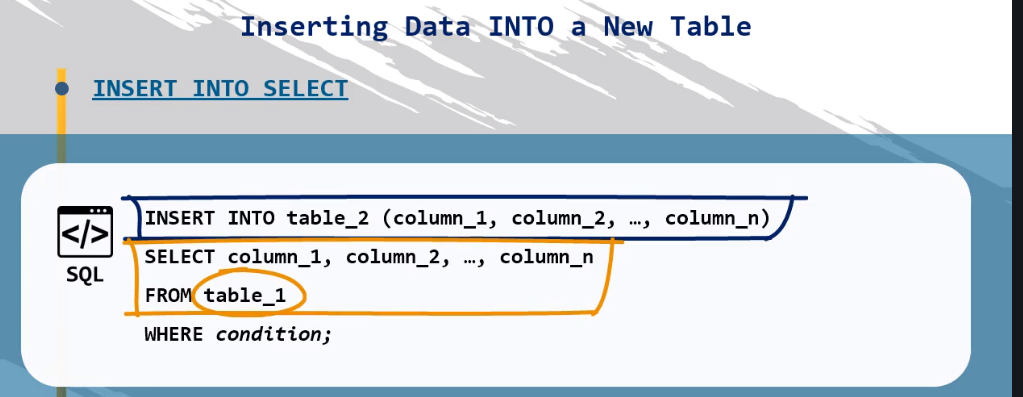 Inserting Data INTO a New Table
INSERT INTO SELECT
INSERT INTO table_2 (column_1, column_2, …, column_n)
SELECT column_1, column_2, …, column_n
FROM table_1
WHERE condition;
</>
SQL